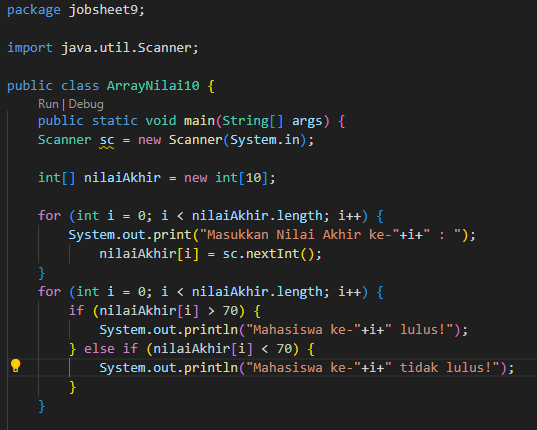 package jobsheet9;
import java.util.Scanner;
public class ArrayNilai10 {
Run | Debug
public static void main(String[] args) {
Scanner sc = new Scanner(System.in);
int[] nilaiAkhir = new int[10];
for (int i = 0; i < nilaiAkhir.length; i++) {
System.out.print("Masukkan Nilai Akhir ke-"+i+" : ");
nilaiAkhir[i] = sc.nextInt();
}
for (int i = 0; i < nilaiAkhir.length; i++) {
if (nilaiAkhir[i] > 70) {
System.out.println("Mahasiswa ke-"+i+" lulus!");
} else if (nilaiAkhir[i] < 70) {
System.out.println("Mahasiswa ke-"+i+" tidak lulus!");
}
}